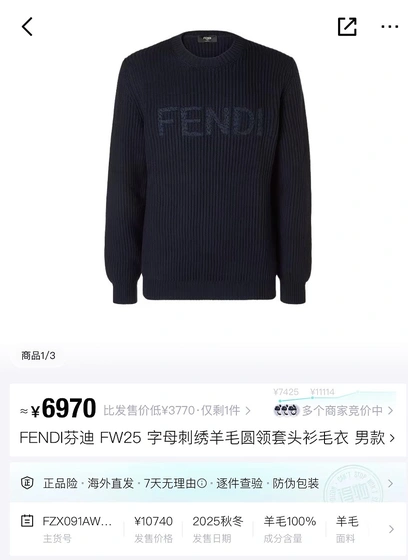 FENDI
FENDI
商品1/3
¥7425
¥11114
≈¥6970
比发售价低¥3770·仅剩1件 >
多个商家竞价中 >
FENDI芬迪 FW25 字母刺绣羊毛圆领套头衫毛衣 男款 >
正品险 · 海外直发 · 7天无理由 · 逐件查验 · 防伪包装
FZX091AW...
¥10740
2025秋冬
羊毛100%
羊毛
主货号
发售价格
发售日期
成分含量
面料